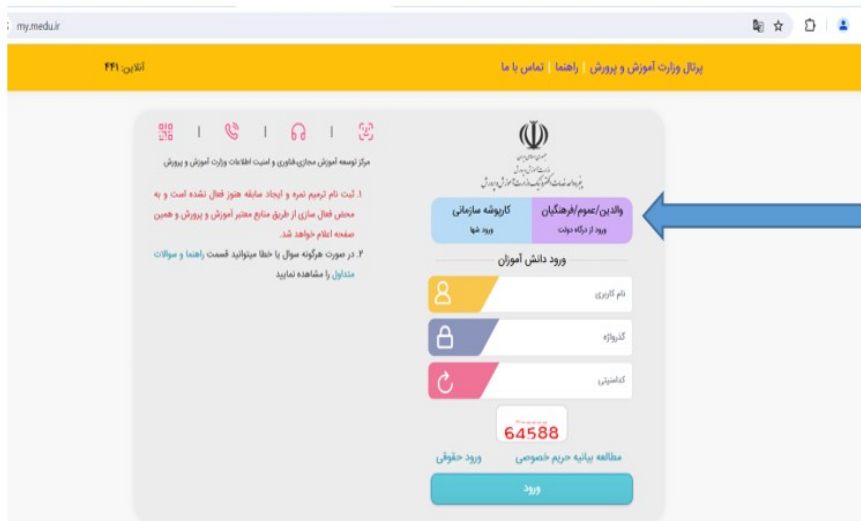 my.medu.ir
پرتال وزارت آموزش و پرورش | راهنما | تماس با ما
آنلاین: ۴۴۱
والدین/عموم/فرهنگیان
ورود از درگاه دولت
کارپوشه سازمانی
ورود شها
ورود دانش آموزان
نام کاربری
گذرواژه
کدامنیتی
64588
مطالعه بیانیه حریم خصوصی
ورود حقوقی
ورود
مرکز توسعه آموزش مجازی،فناوری و امنیت اطلاعات وزارت آموزش و پرورش
۱. ثبت نام ترمیم نمره و ایجاد سابقه هنوز فعال نشده است و به
محض فعال سازی از طریق منابع معتبر آموزش و پرورش و همین
صفحه اعلام خواهد شد.
۲. در صورت هرگونه سوال یا خطا میتوانید قسمت راهنما و سوالات
متداول را مشاهده نمایید